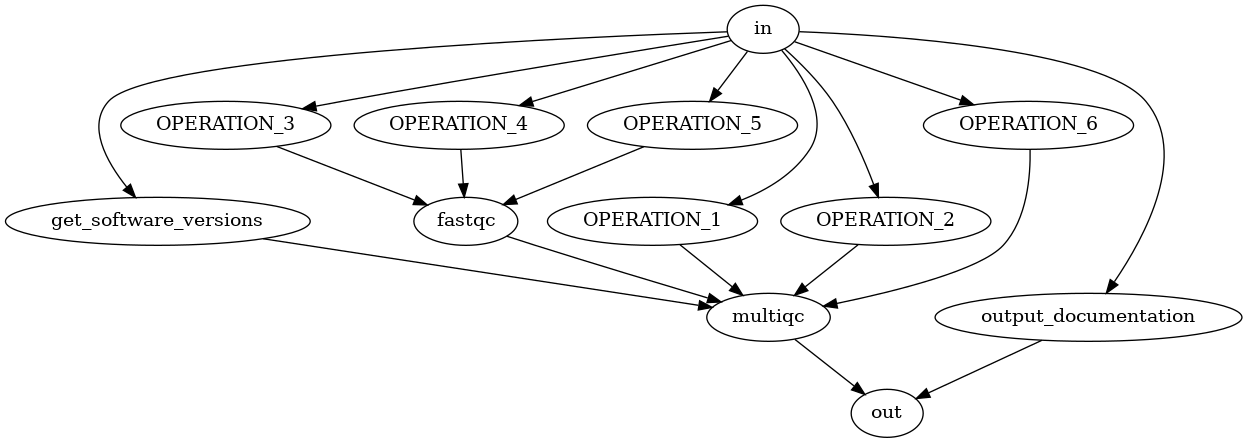 in
OPERATION_3
OPERATION_4
OPERATION_5
OPERATION_6
get_software_versions
fastqc
OPERATION_1
OPERATION_2
multiqc
output_documentation
out